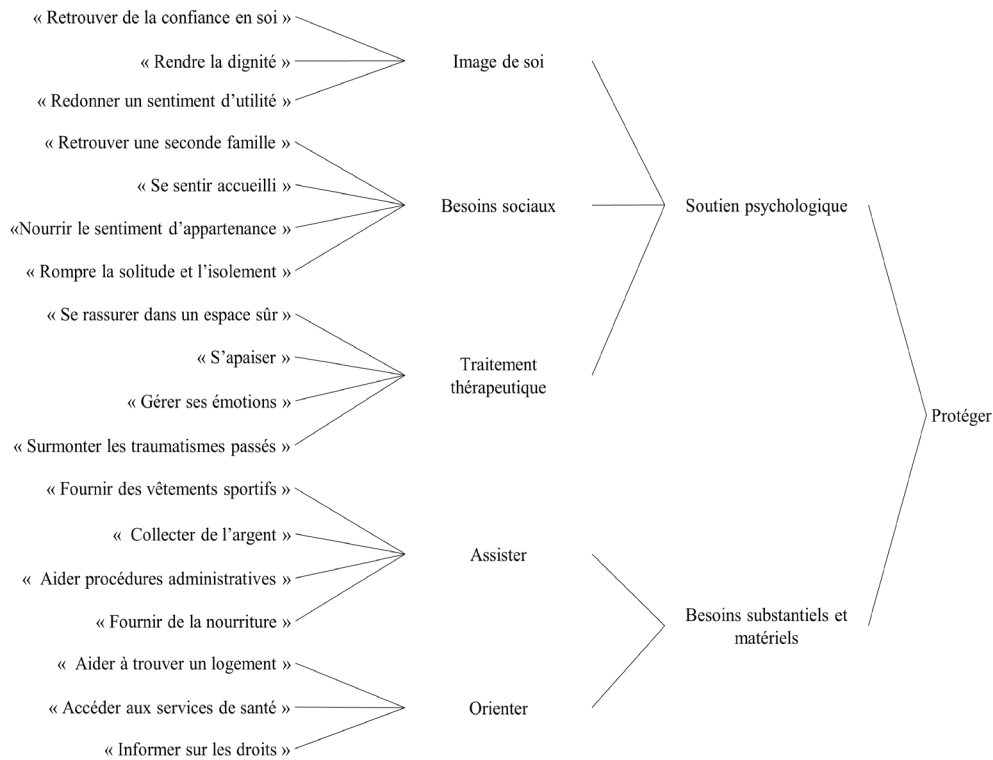 « Retrouver de la confiance en soi »
« Rendre la dignité »
« Redonner un sentiment d’utilité »
Image de soi
« Retrouver une seconde famille »
« Se sentir accueilli »
«Nourrir le sentiment d’appartenance »
« Rompre la solitude et l’isolement »
Besoins sociaux
« Se rassurer dans un espace sûr »
« S’apaiser »
« Gérer ses émotions »
« Surmonter les traumatismes passés »
Traitement
thérapeutique
Soutien psychologique
« Fournir des vêtements sportifs »
«  Collecter de l’argent »
«  Aider procédures administratives »
« Fournir de la nourriture »
Assister
«  Aider à trouver un logement »
« Accéder aux services de santé »
« Informer sur les droits »
Orienter
Besoins substantiels et
matériels
Protéger